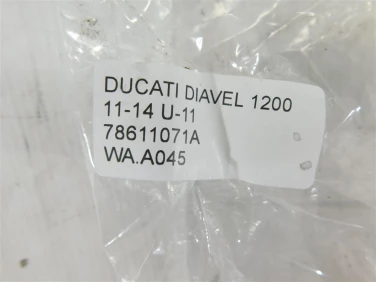 DUCATI DIAVEL 1200
11-14 U-11
78611071A
WA.A045